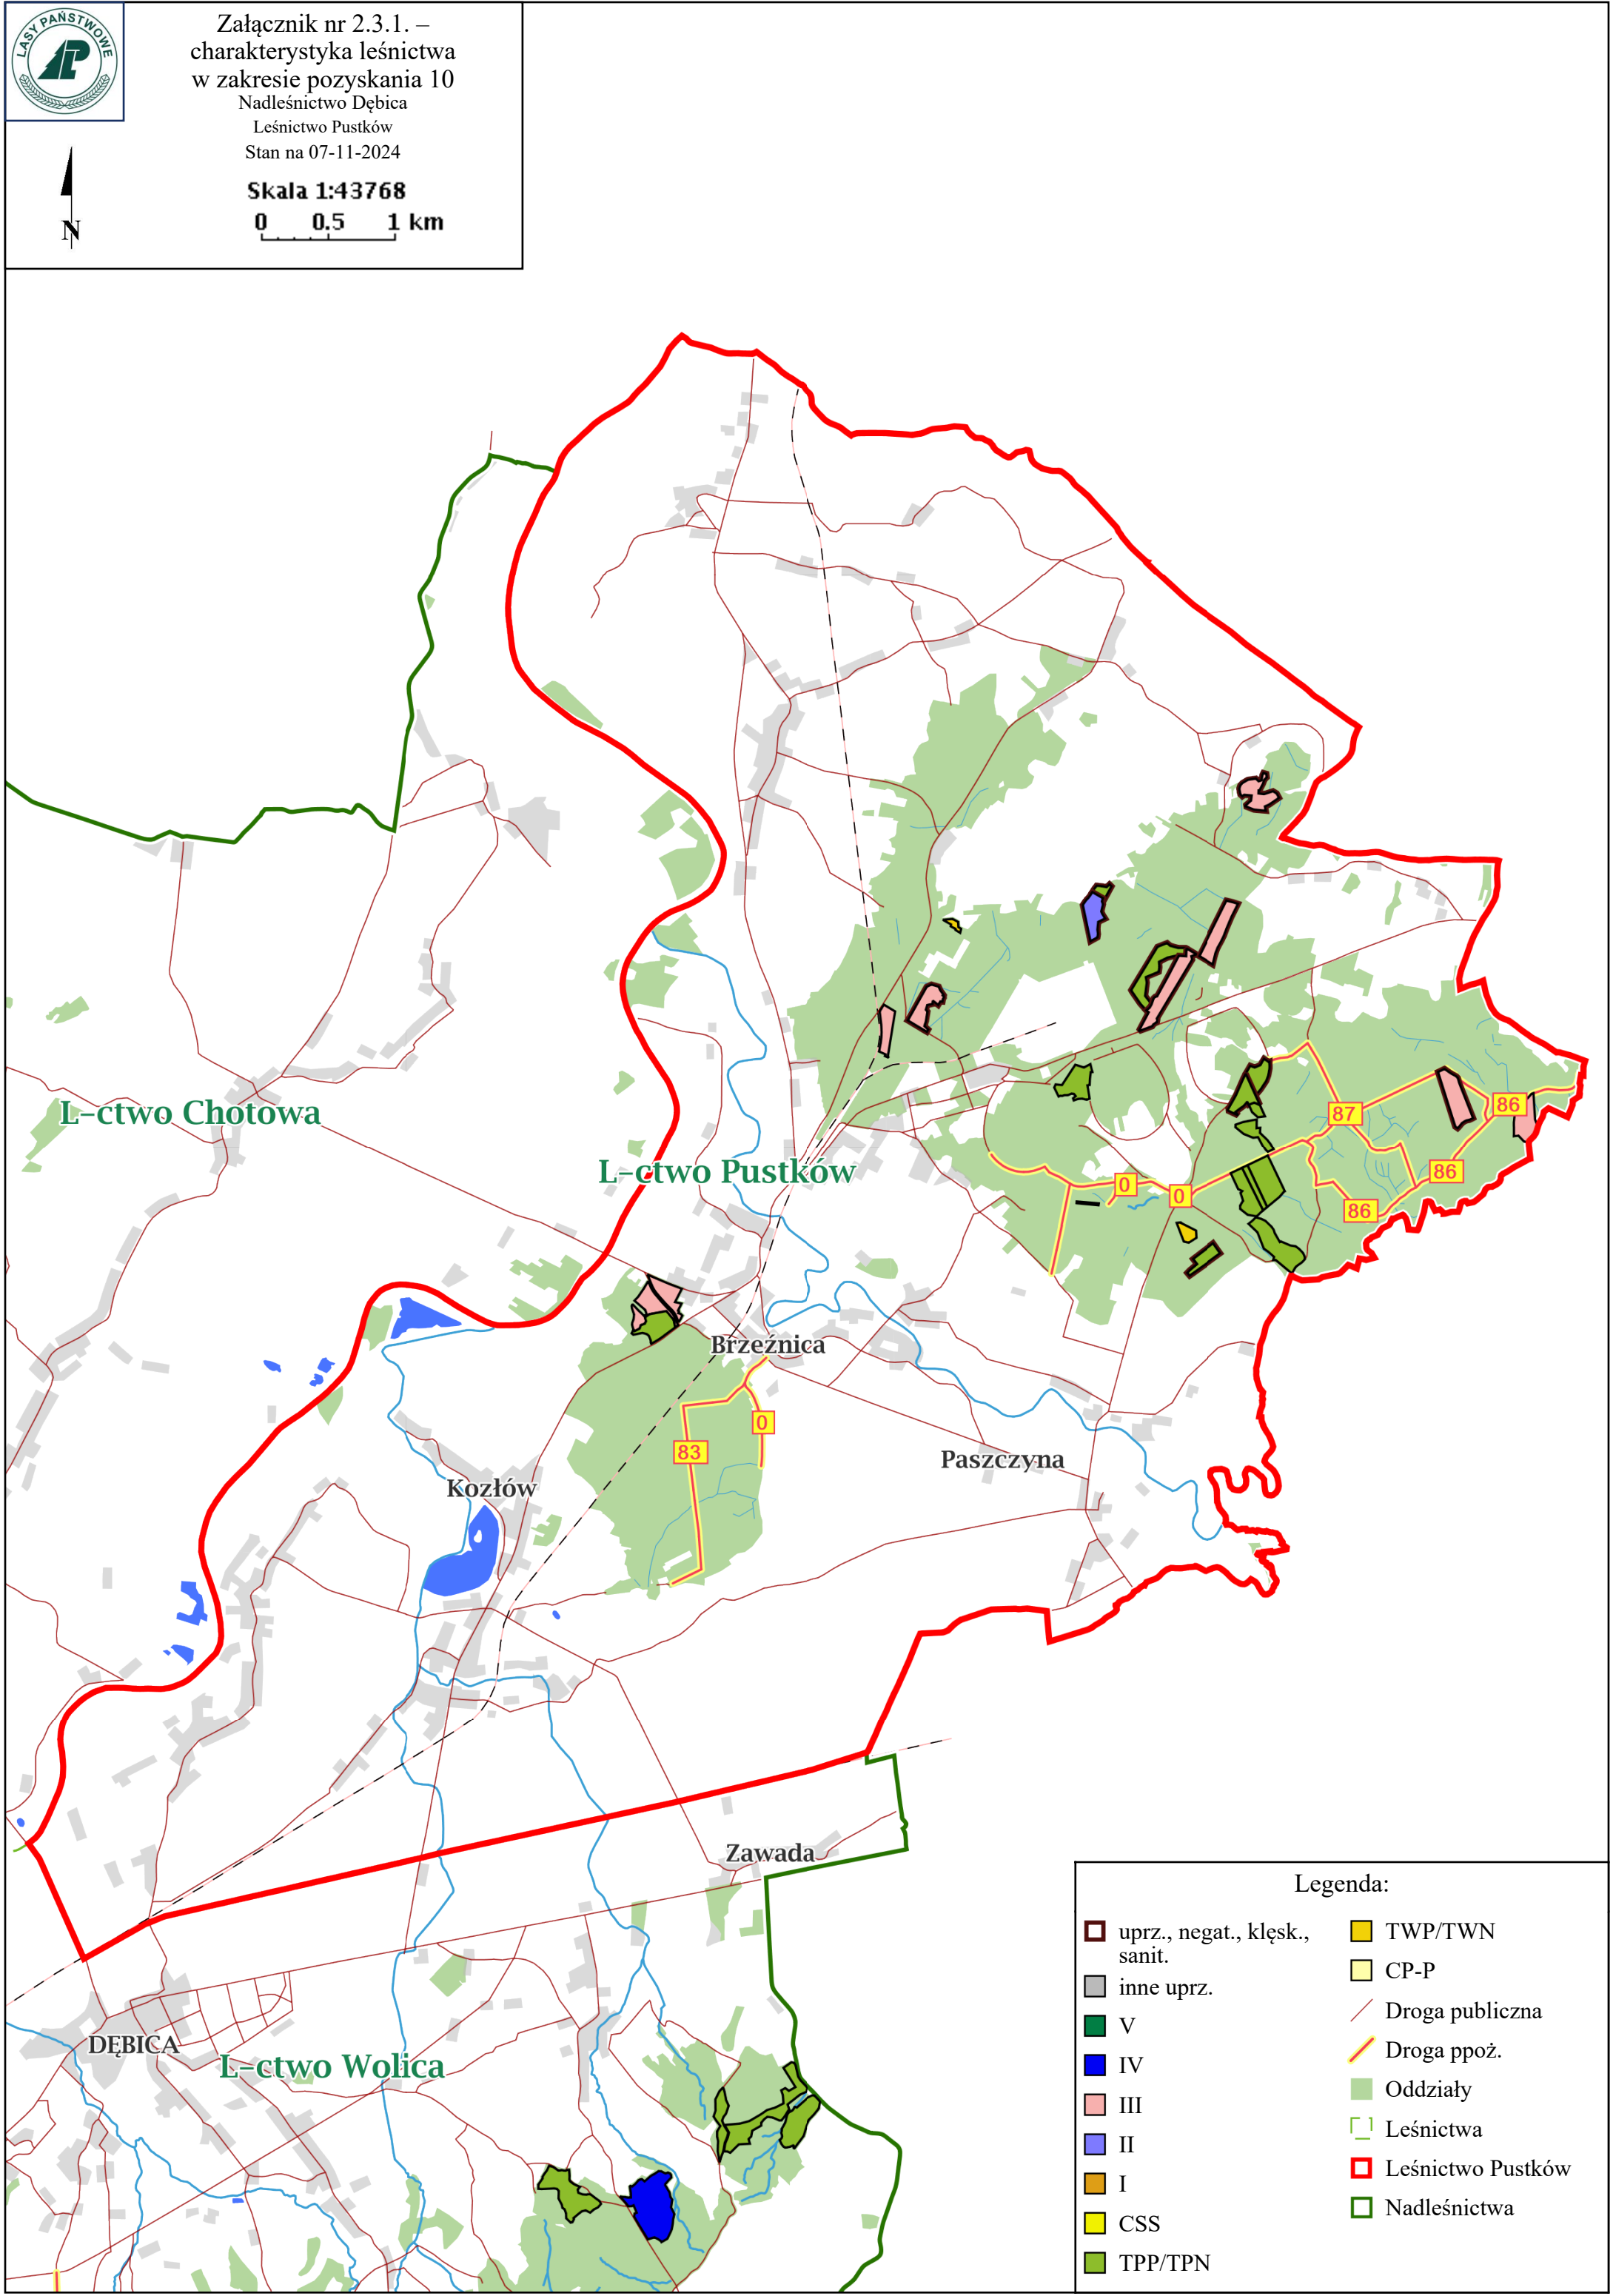 LASY PAŃSTWOWE
LP
Załącznik nr 2.3.1. –
charakterystyka leśnictwa
w zakresie pozyskania 10
Nadleśnictwo Dębica
Leśnictwo Pustków
Stan na 07-11-2024
Skala 1:43768
0 0.5 1 km
N
L-ctwo Chotowa
87
86
L-ctwo Pustków
86
0
0
86
Brzeźnica
0
83
Paszczyna
Kozłów
Zawada
DĘBICA
L-ctwo Wolica
Legenda:
uprz., negat., klęsk.,
sanit.
inne uprz.
V
IV
III
II
I
CSS
TPP/TPN
TWP/TWN
CP-P
Droga publiczna
Droga ppoż.
Oddziały
Leśnictwa
Leśnictwo Pustków
Nadleśnictwa